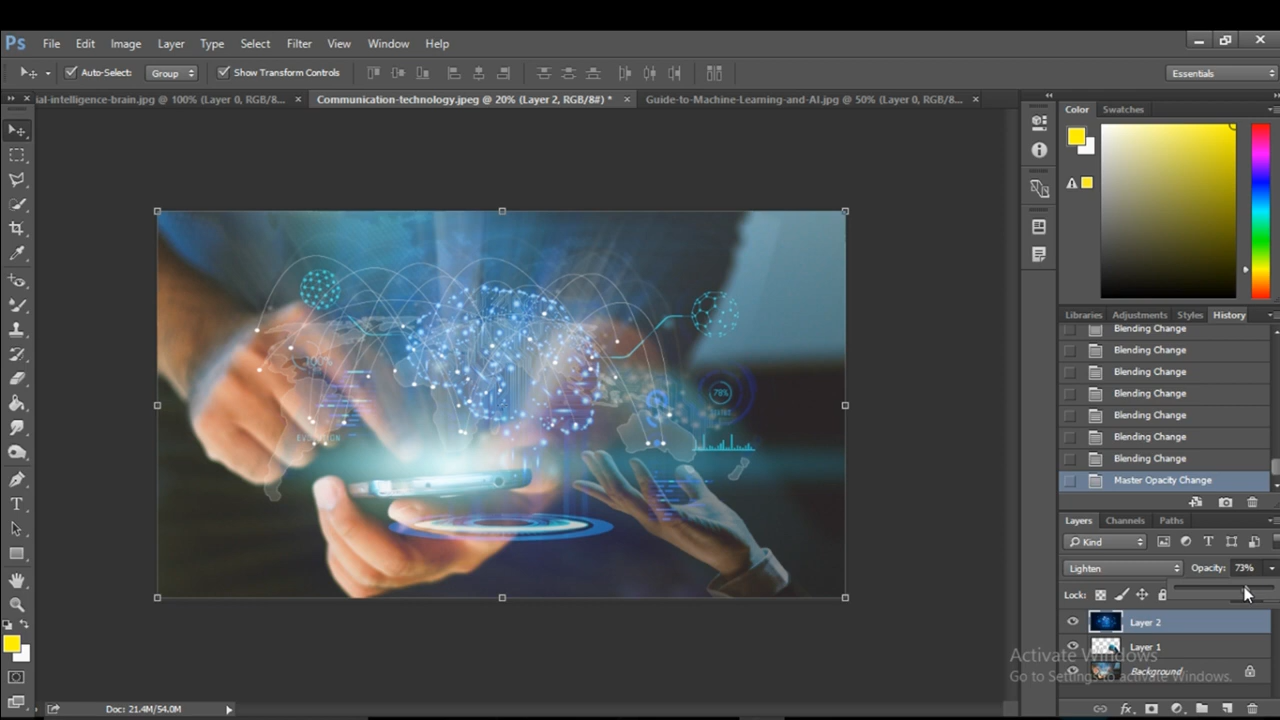 Ps File Edit Image Layer Type Select Filter View Window Help
Auto-Select: Group Show Transform Controls Essentials
ial-intelligence-brain.jpg @ 100% (Layer 0, RGB/8... × Communication-technology.jpeg @ 20% (Layer 2, RGB/8#) * × Guide-to-Machine-Learning-and-AI.jpg @ 50% (Layer 0, RGB/8... ×
Color Swatches
Libraries Adjustments Styles History
Blending Change
Blending Change
Blending Change
Blending Change
Blending Change
Blending Change
Blending Change
Master Opacity Change
78%
Layers Channels Paths
Kind
Lighten Opacity: 73%
Lock:
Layer 2
Layer 1
Background
Activate Windows
Go to Settings to activate Windows.
Doc: 21.4M/54.0M